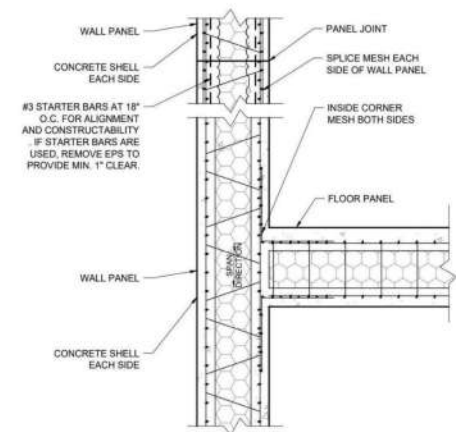 WALL PANEL
CONCRETE SHELL
EACH SIDE
#3 STARTER BARS AT 18"
O.C. FOR ALIGNMENT
AND CONSTRUCTABILITY
. IF STARTER BARS ARE
USED, REMOVE EPS TO
PROVIDE MIN. 1" CLEAR.
WALL PANEL
CONCRETE SHELL
EACH SIDE
PANEL JOINT
SPLICE MESH EACH
SIDE OF WALL PANEL
INSIDE CORNER
MESH BOTH SIDES
FLOOR PANEL
SPAN
DIRECTION